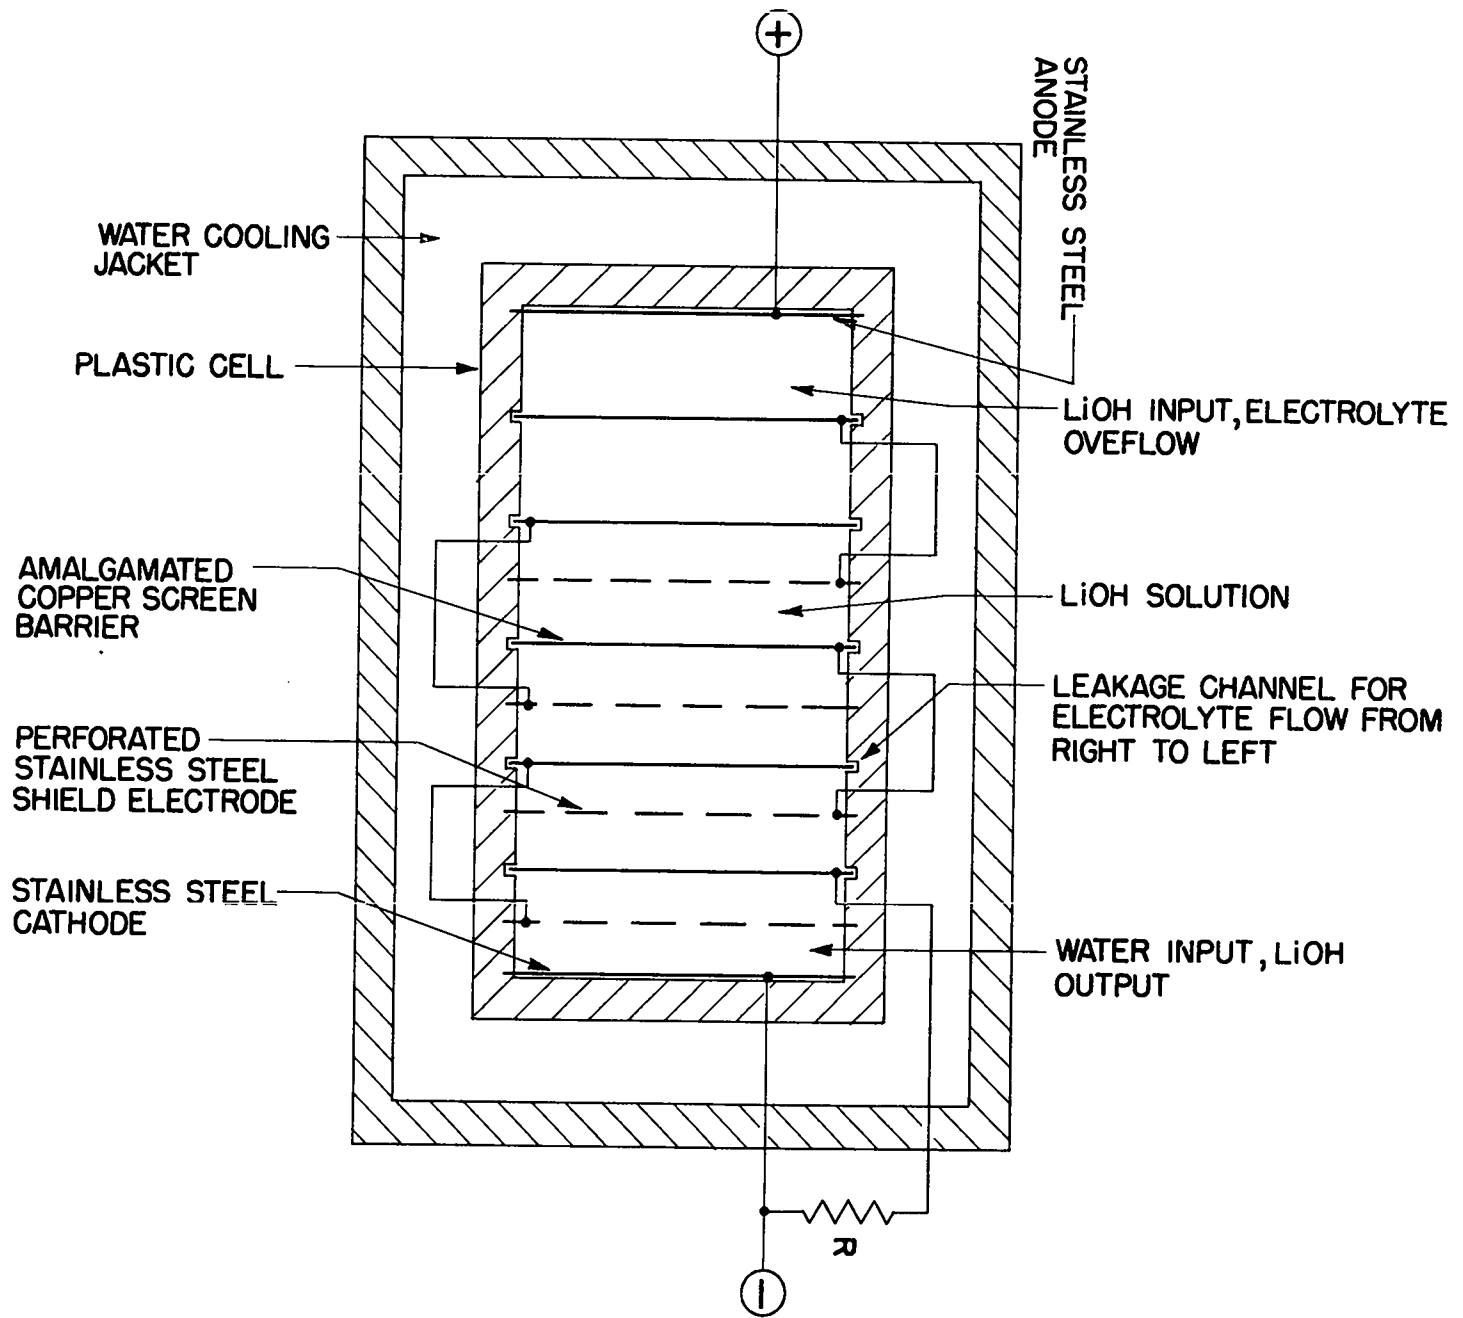 +
STAINLESS STEEL
ANODE
WATER COOLING
JACKET
PLASTIC CELL
LiOH INPUT, ELECTROLYTE
OVEFLOW
AMALGAMATED
COPPER SCREEN
BARRIER
LiOH SOLUTION
LEAKAGE CHANNEL FOR
ELECTROLYTE FLOW FROM
RIGHT TO LEFT
PERFORATED
STAINLESS STEEL
SHIELD ELECTRODE
STAINLESS STEEL
CATHODE
WATER INPUT, LiOH
OUTPUT
R
−